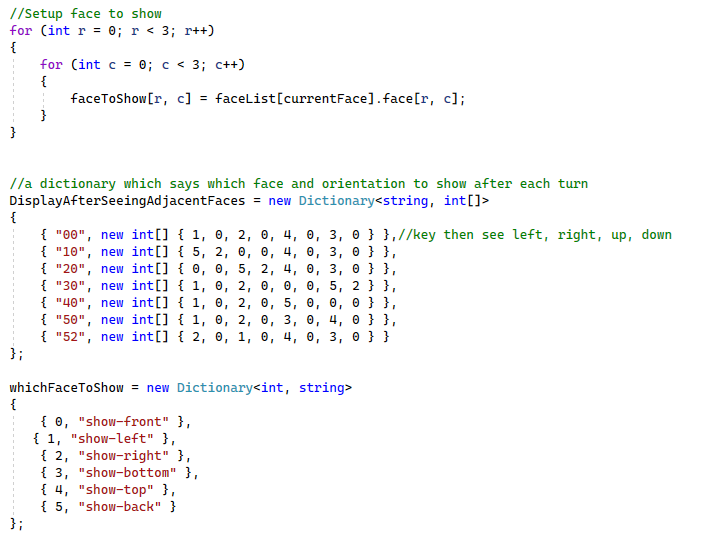 //Setup face to show
for (int r = 0; r < 3; r++)
{
for (int c = 0; c < 3; c++)
{
faceToShow[r, c] = faceList[currentFace].face[r, c];
}
}
//a dictionary which says which face and orientation to show after each turn
DisplayAfterSeeingAdjacentFaces = new Dictionary<string, int[]>
{
{ "00", new int[] { 1, 0, 2, 0, 4, 0, 3, 0 } },//key then see left, right, up, down
{ "10", new int[] { 5, 2, 0, 0, 4, 0, 3, 0 } },
{ "20", new int[] { 0, 0, 5, 2, 4, 0, 3, 0 } },
{ "30", new int[] { 1, 0, 2, 0, 0, 0, 5, 2 } },
{ "40", new int[] { 1, 0, 2, 0, 5, 0, 0, 0 } },
{ "50", new int[] { 1, 0, 2, 0, 3, 0, 4, 0 } },
{ "52", new int[] { 2, 0, 1, 0, 4, 0, 3, 0 } }
};
whichFaceToShow = new Dictionary<int, string>
{
{ 0, "show-front" },
{ 1, "show-left" },
{ 2, "show-right" },
{ 3, "show-bottom" },
{ 4, "show-top" },
{ 5, "show-back" }
};